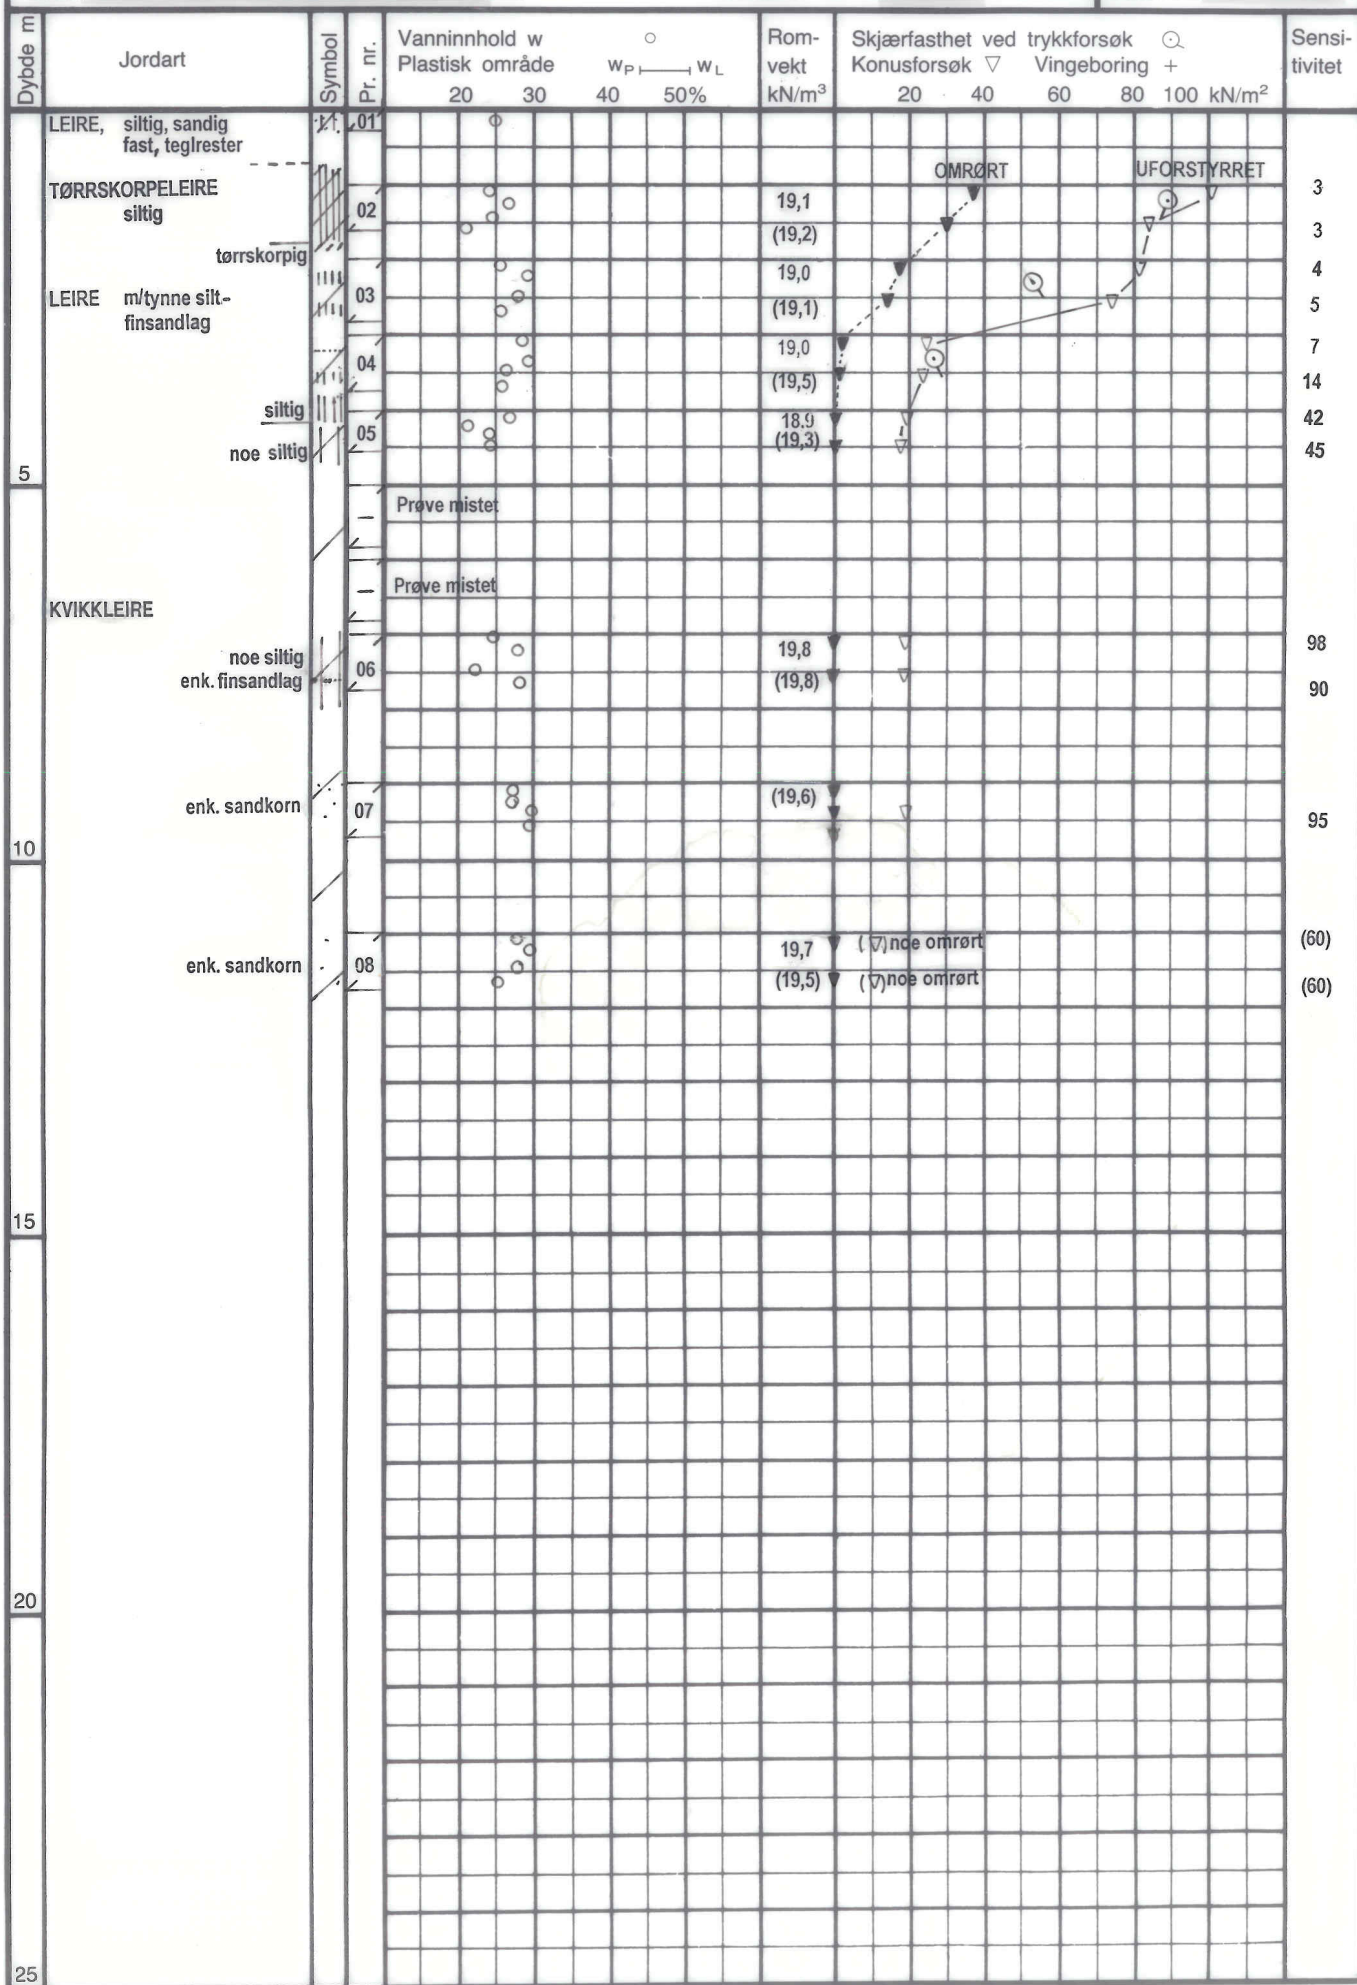 Dybde m
Jordart
Symbol
Pr. nr.
Vanninnhold w
Plastisk område wP wL
20 30 40 50%
Rom-
vekt
kN/m³
Skjærfasthet ved trykkforsøk
Konusforsøk ▽ Vingeboring +
20 40 60 80 100 kN/m²
Sensi-
tivitet
LEIRE, siltig, sandig
fast, teglrester
01
TØRRSKORPELEIRE
siltig
02
OMRØRT
UFORSTYRRET
19,1
3
(19,2)
3
tørrskorpig
19,0
4
LEIRE m/tynne silt-
finsandlag
03
(19,1)
5
19,0
7
04
(19,5)
14
siltig
18.9
42
05
(19,3)
noe siltig
45
5
Prøve mistet
–
Prøve mistet
–
KVIKKLEIRE
noe siltig
19,8
98
enk. finsandlag
06
(19,8)
90
enk. sandkorn
07
(19,6)
95
10
19,7
(▽) noe omrørt
(60)
enk. sandkorn
08
(19,5)
(▽) noe omrørt
(60)
15
20
25